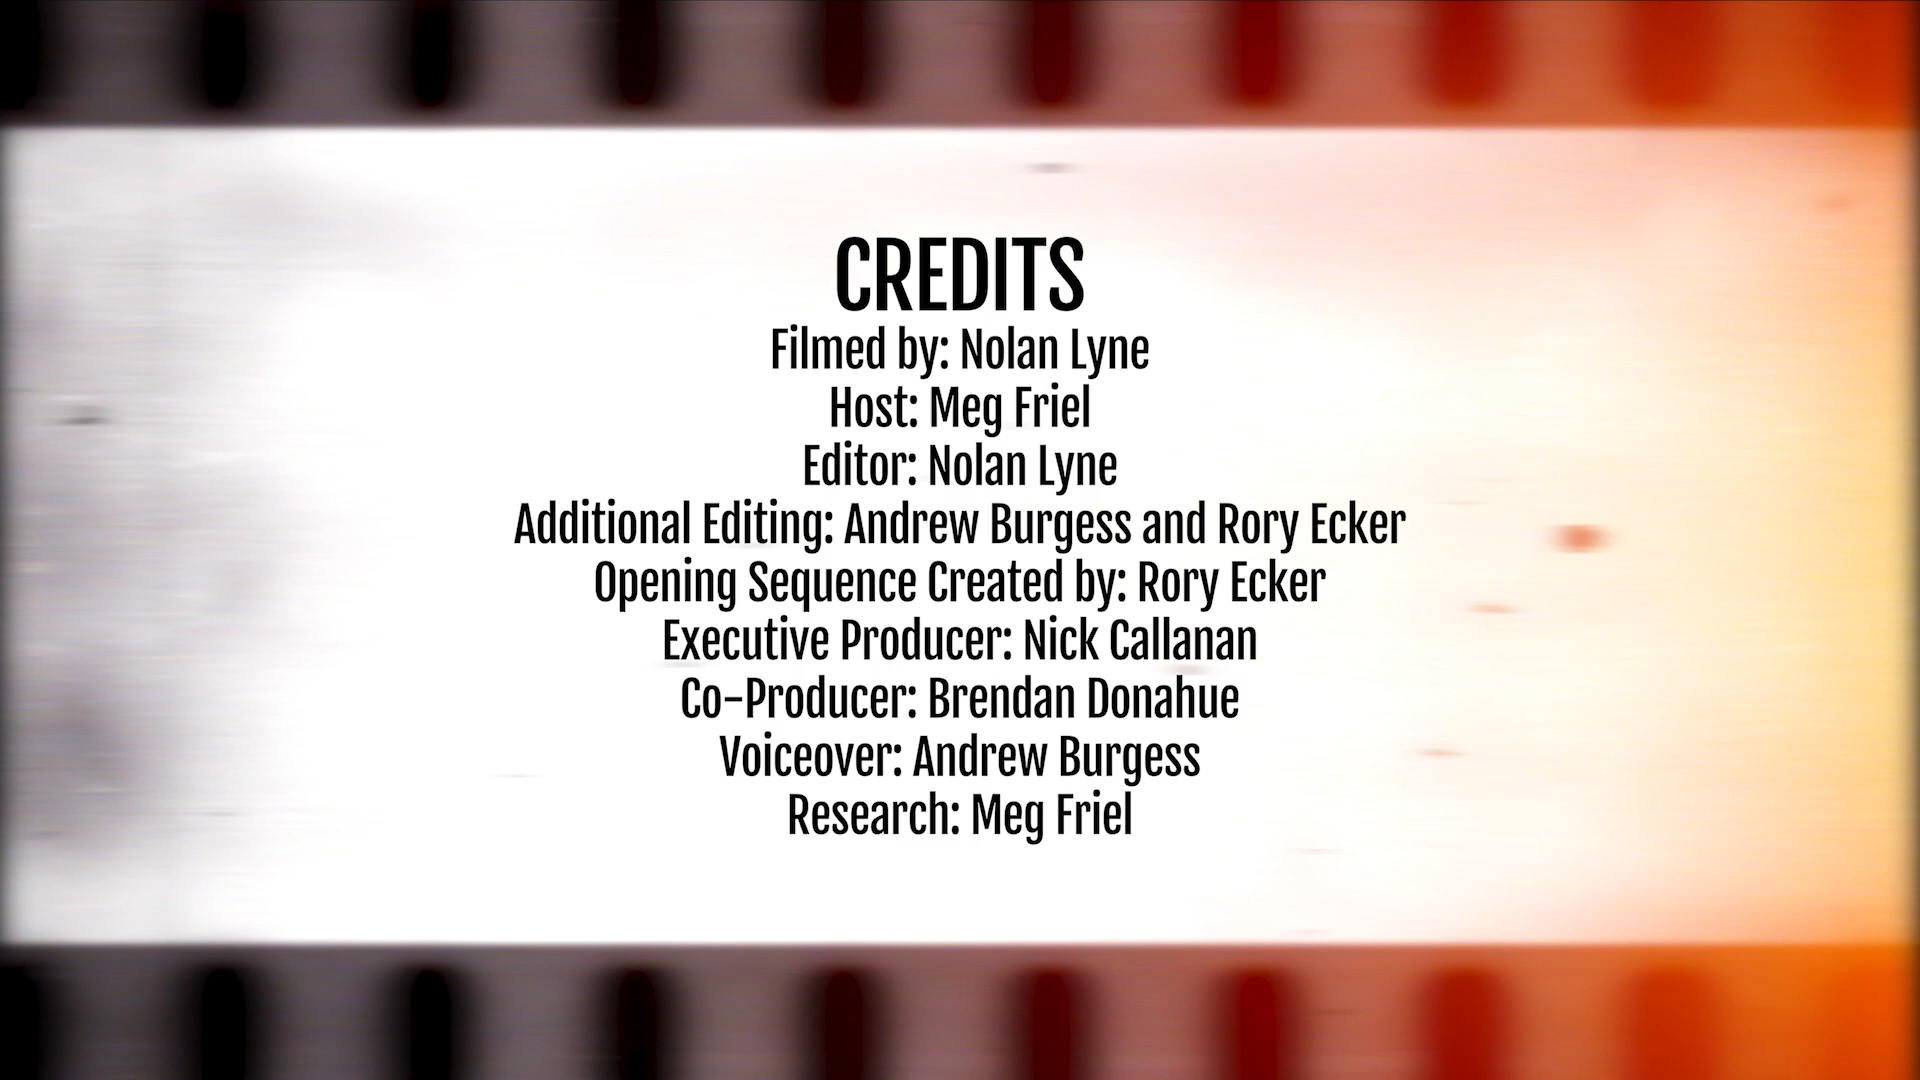 CREDITS
Filmed by: Nolan Lyne
Host: Meg Friel
Editor: Nolan Lyne
Additional Editing: Andrew Burgess and Rory Ecker
Opening Sequence Created by: Rory Ecker
Executive Producer: Nick Callanan
Co-Producer: Brendan Donahue
Voiceover: Andrew Burgess
Research: Meg Friel